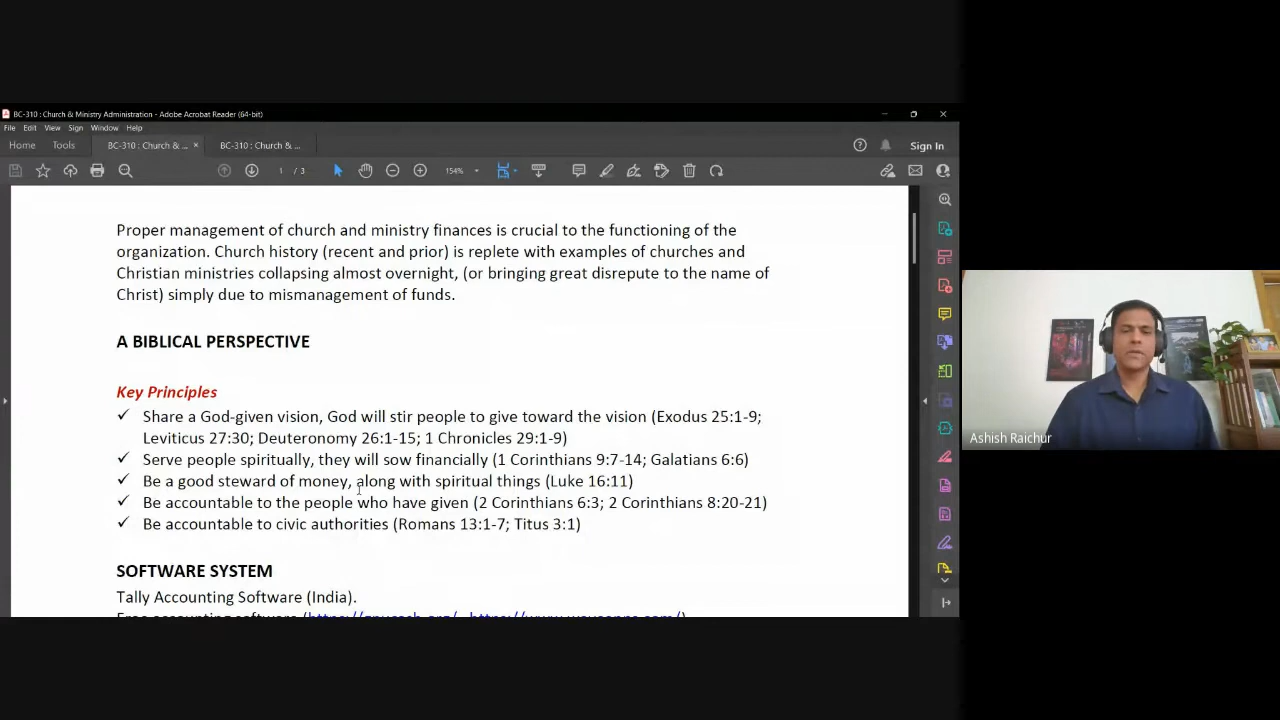 BC-310 : Church & Ministry Administration - Adobe Acrobat Reader (64-bit)
File Edit View Sign Window Help
Home Tools BC-310 : Church & ... × BC-310 : Church & ... Sign In
1 / 3 154%
Proper management of church and ministry finances is crucial to the functioning of the
organization. Church history (recent and prior) is replete with examples of churches and
Christian ministries collapsing almost overnight, (or bringing great disrepute to the name of
Christ) simply due to mismanagement of funds.
A BIBLICAL PERSPECTIVE
Key Principles
✓ Share a God-given vision, God will stir people to give toward the vision (Exodus 25:1-9;
Leviticus 27:30; Deuteronomy 26:1-15; 1 Chronicles 29:1-9)
✓ Serve people spiritually, they will sow financially (1 Corinthians 9:7-14; Galatians 6:6)
✓ Be a good steward of money, along with spiritual things (Luke 16:11)
✓ Be accountable to the people who have given (2 Corinthians 6:3; 2 Corinthians 8:20-21)
✓ Be accountable to civic authorities (Romans 13:1-7; Titus 3:1)
SOFTWARE SYSTEM
Tally Accounting Software (India).
Free accounting software (https://gnucash.org/
Ashish Raichur